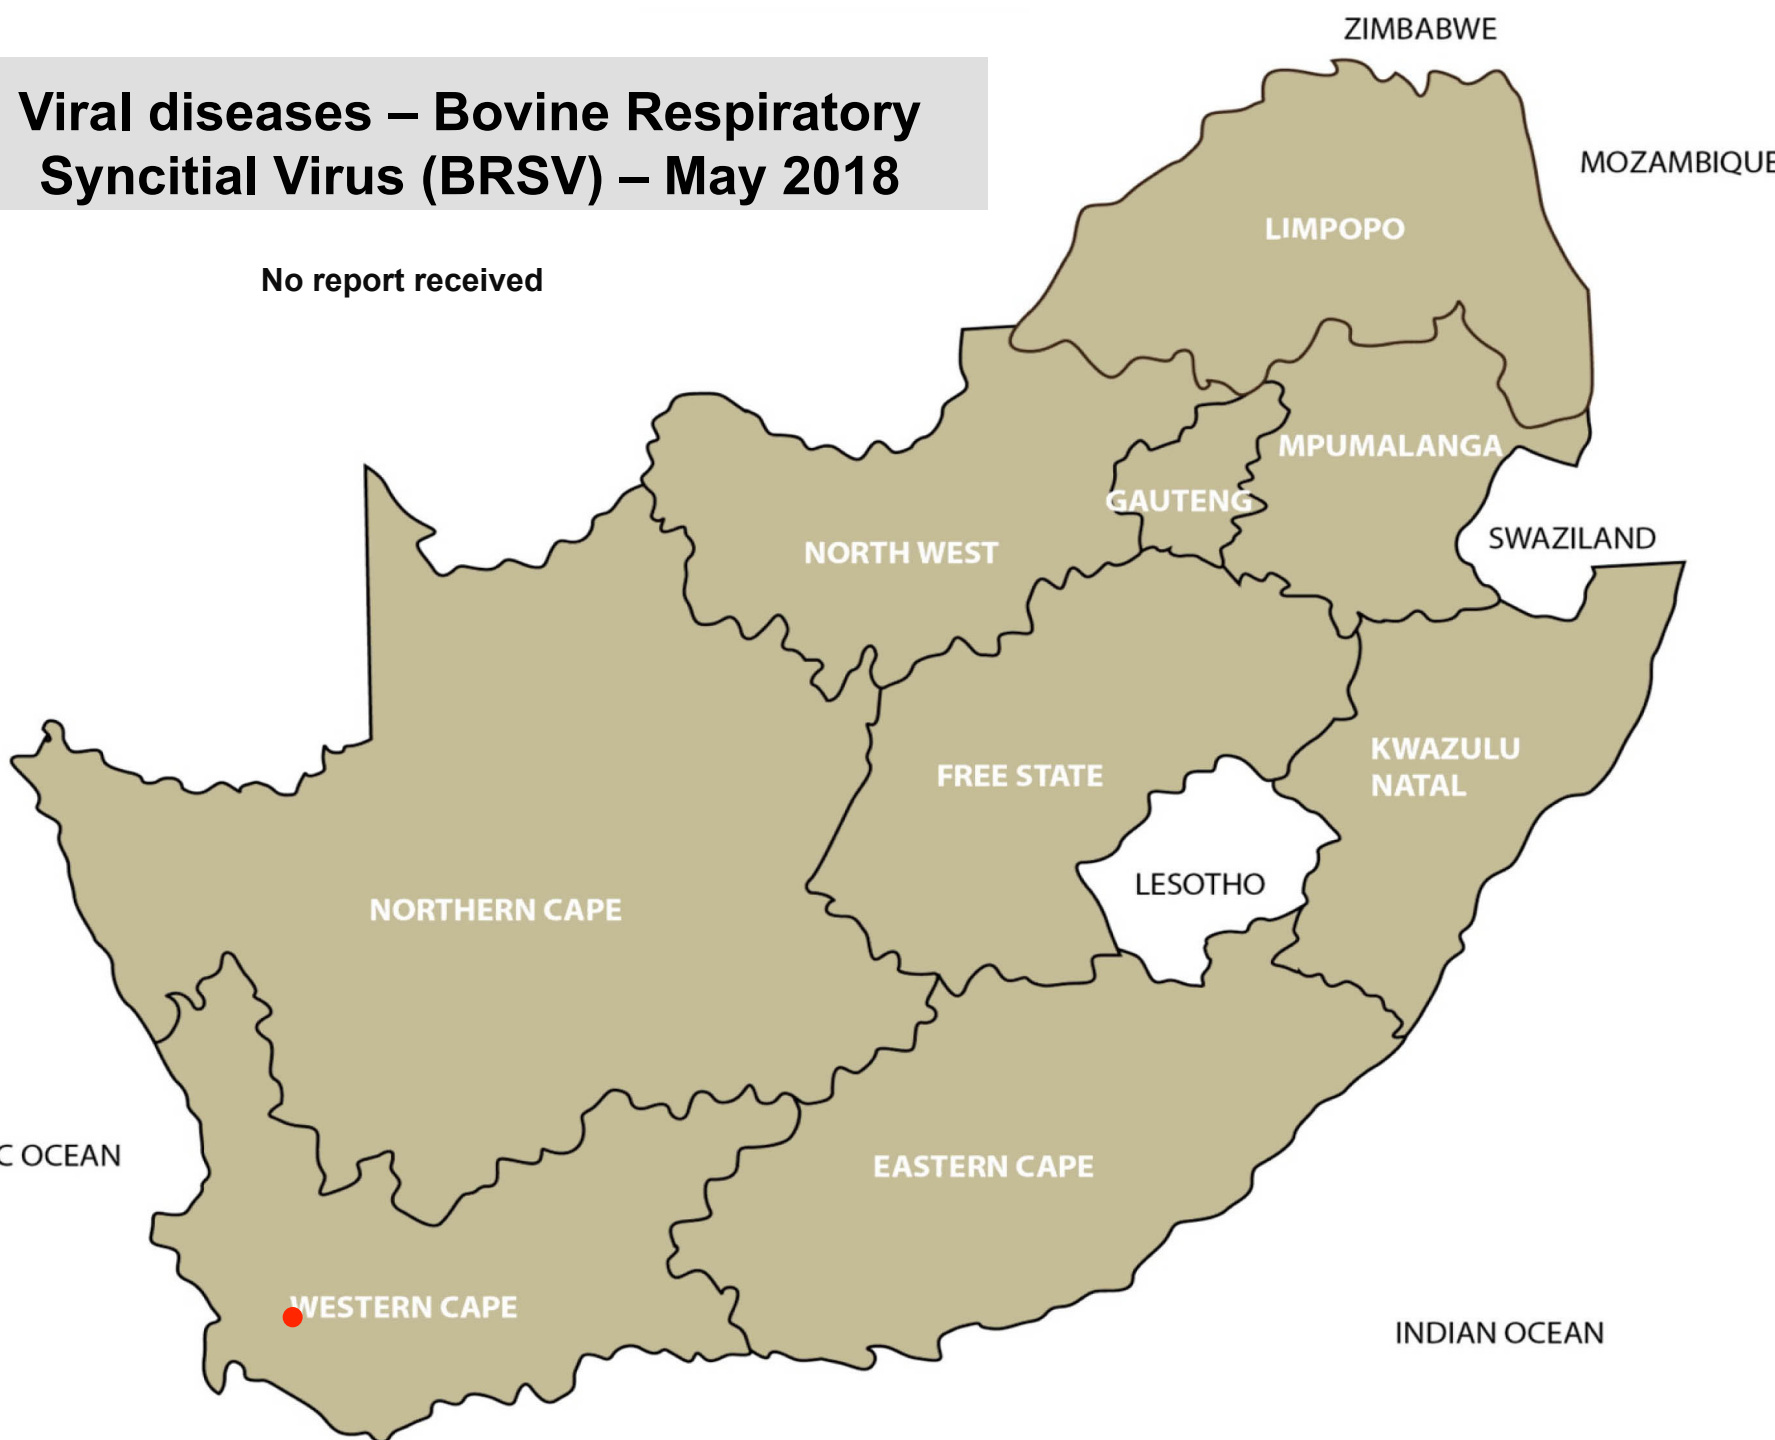 ZIMBABWE
Viral diseases – Bovine Respiratory
Syncitial Virus (BRSV) – May 2018
MOZAMBIQUE
LIMPOPO
No report received
MPUMALANGA
GAUTENG
SWAZILAND
NORTH WEST
KWAZULU
NATAL
FREE STATE
LESOTHO
NORTHERN CAPE
C OCEAN
EASTERN CAPE
WESTERN CAPE
INDIAN OCEAN